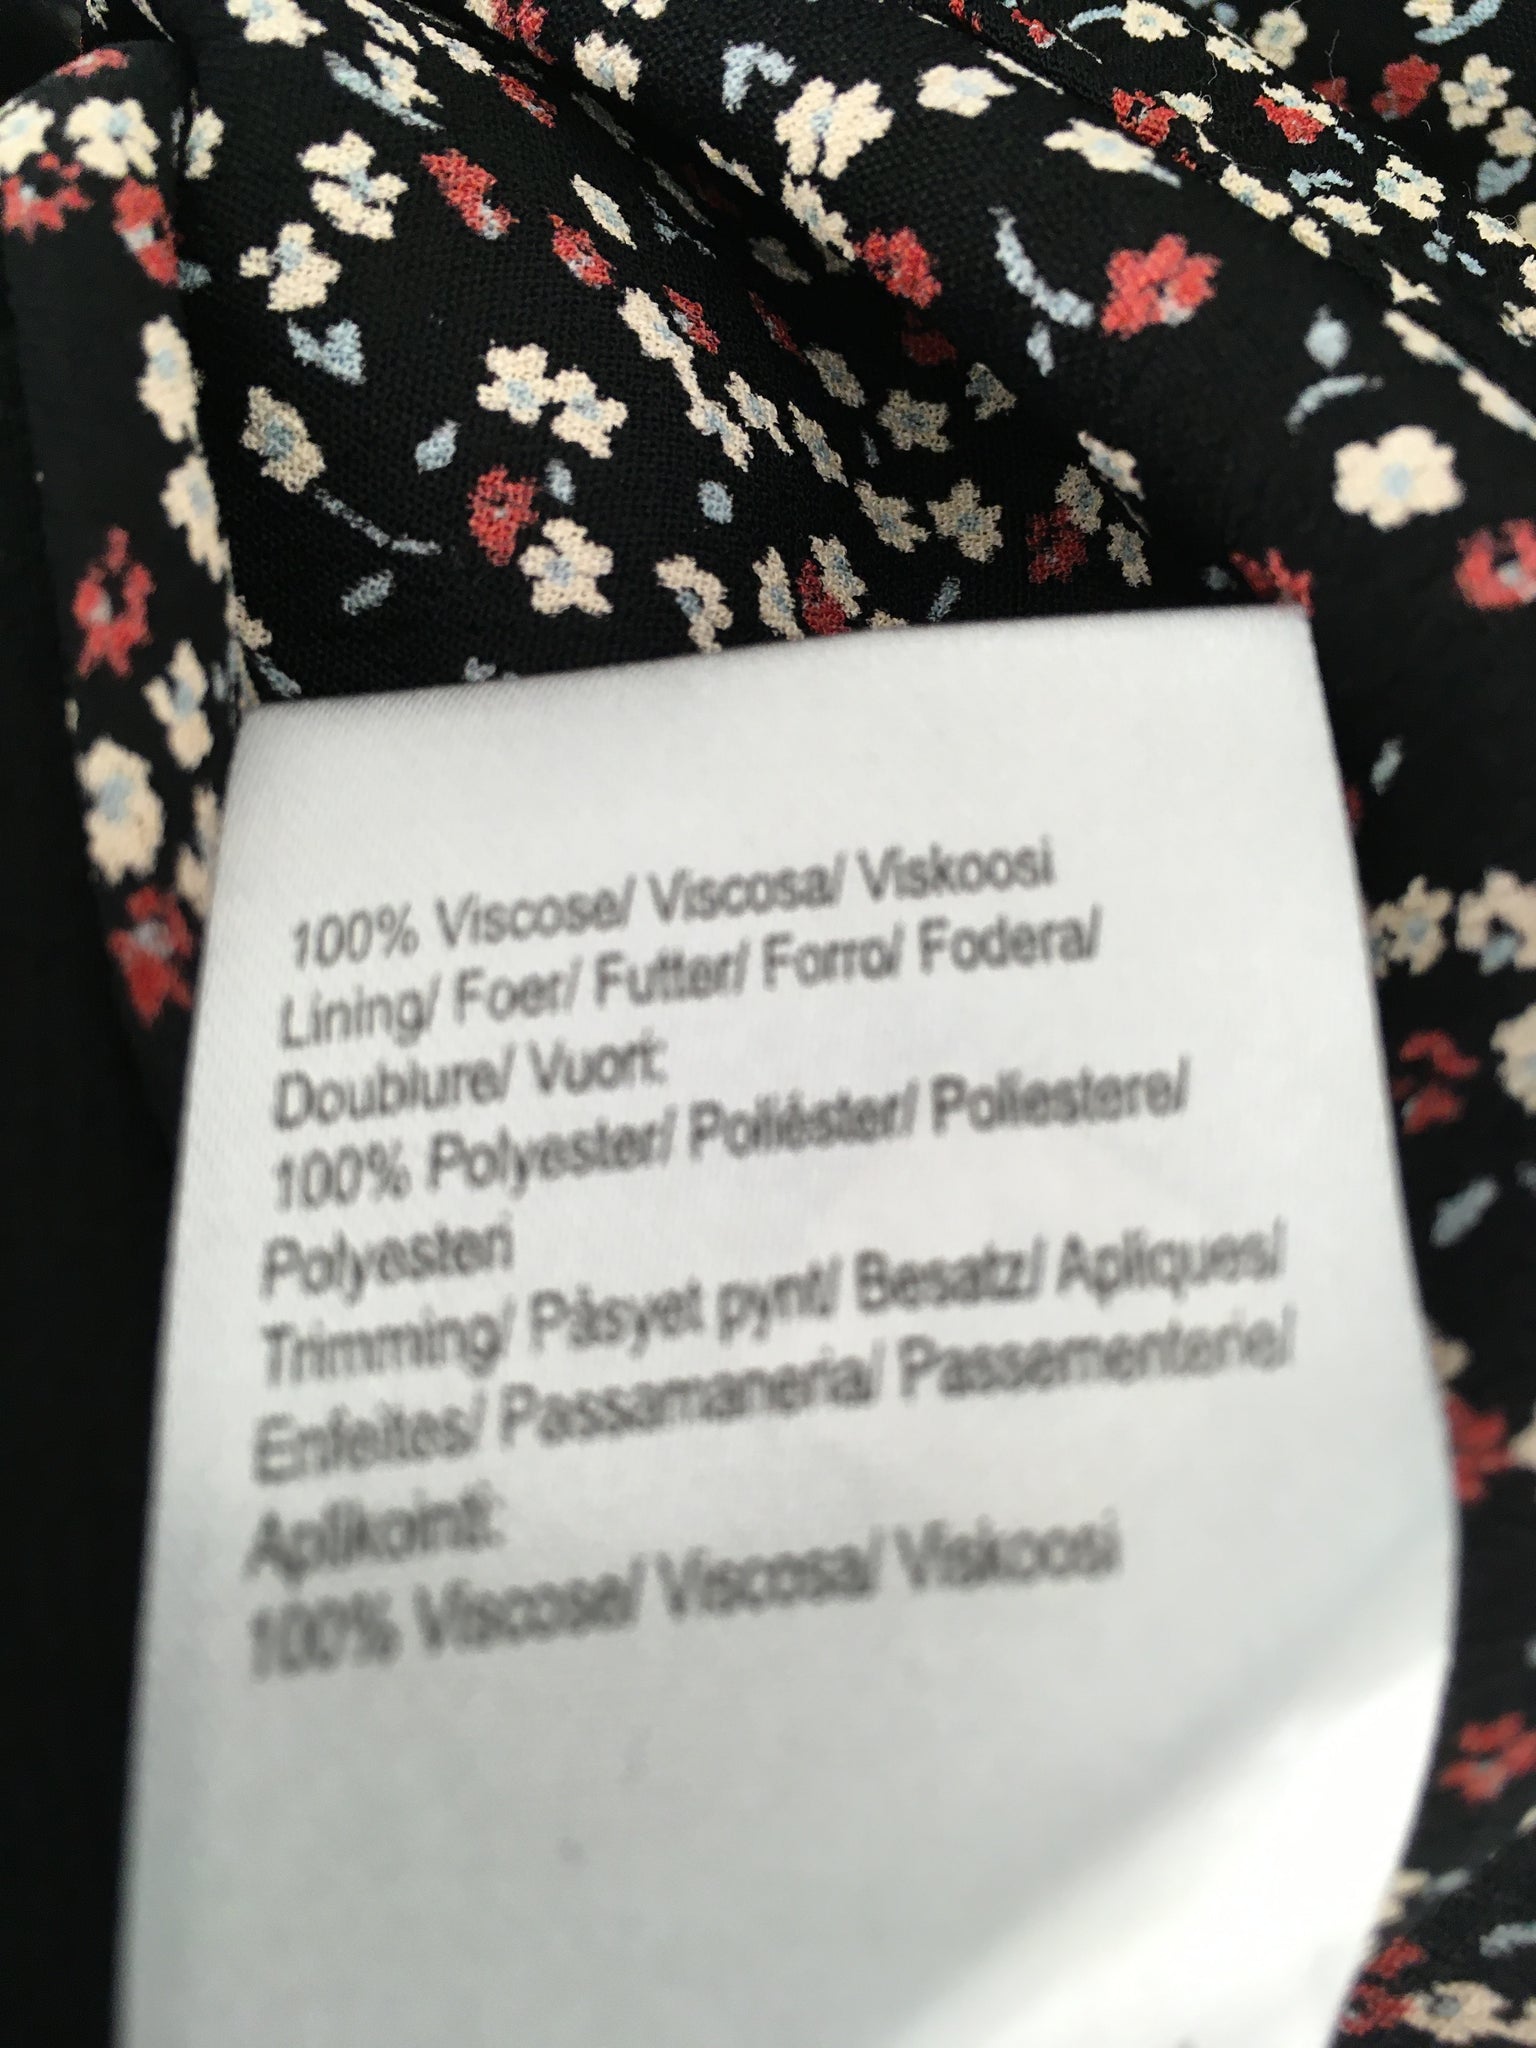 100% Viscose/ Viscosa/ Viskoosi
Lining/ Foer/ Futter/ Forro/ Fodera/
Doublure/ Vuori:
100% Polyester/ Poliéster/ Poliestere/
Polyesteri
Trimming/ Påsyet pynt/ Besatz/ Apliques/
Enfeites/ Passamaneria/ Passementerie/
Aplikointi:
100% Viscose/ Viscosa/ Viskoosi